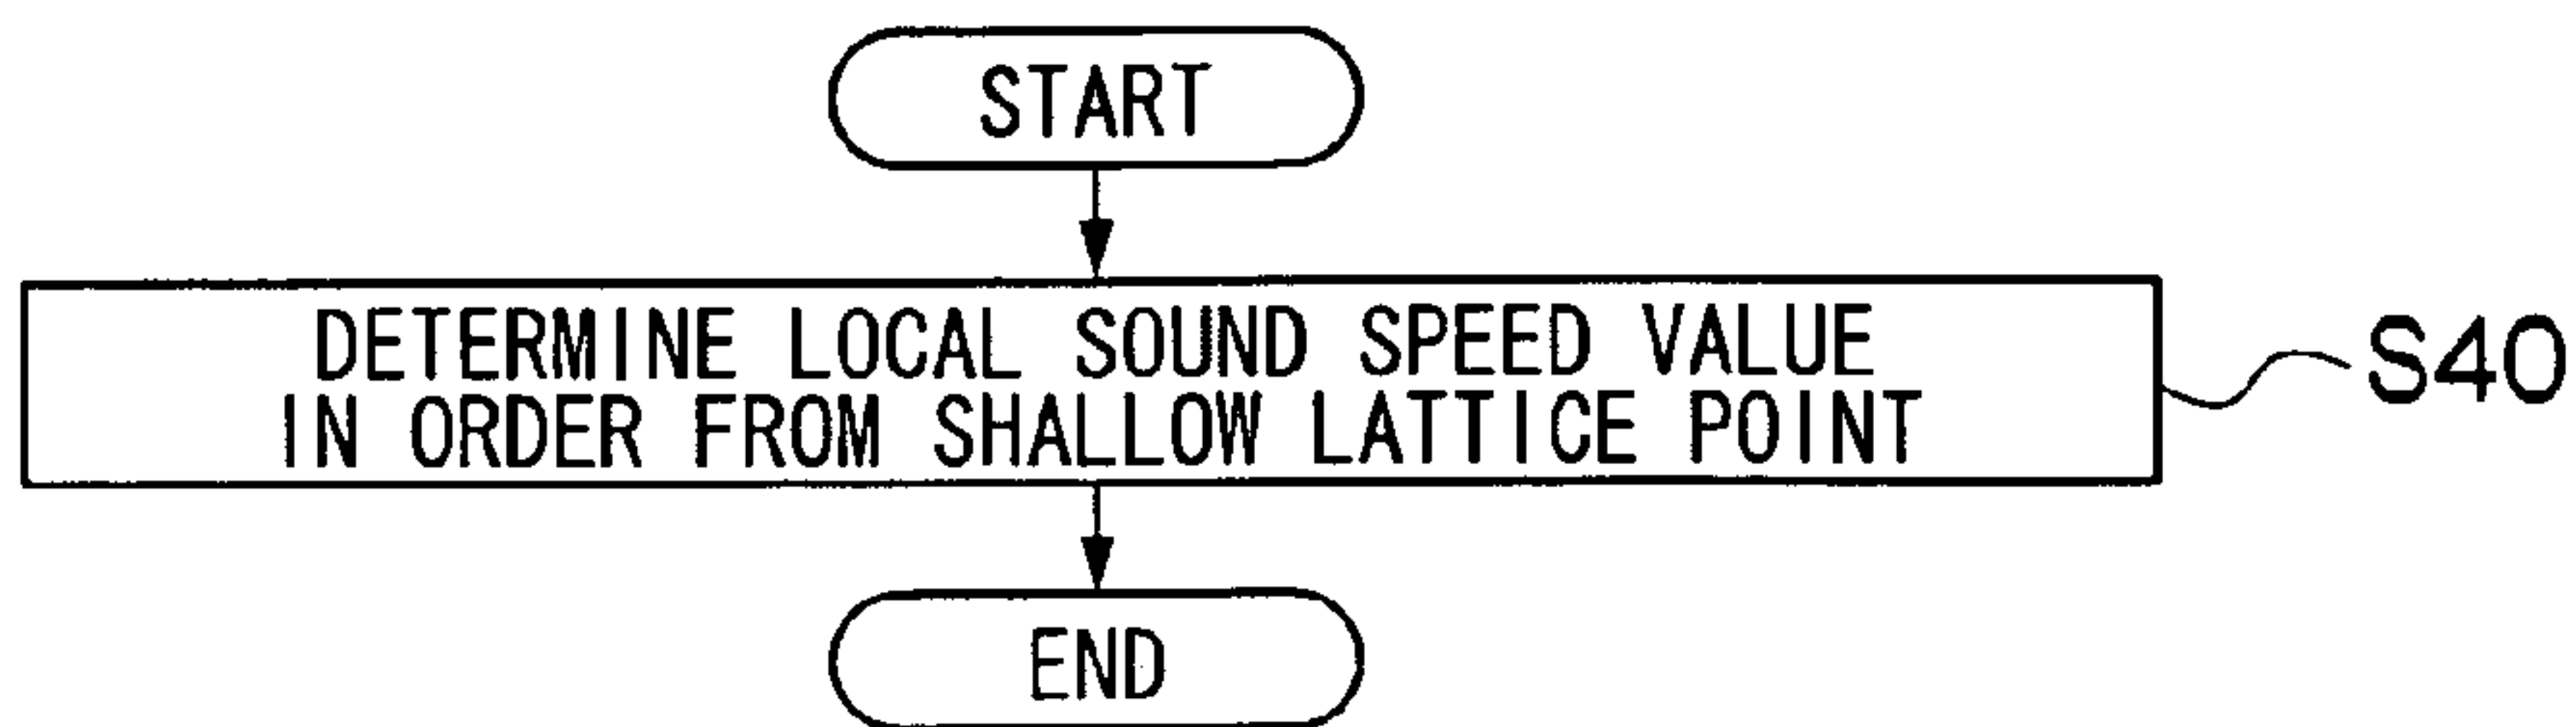 START
DETERMINE LOCAL SOUND SPEED VALUE
IN ORDER FROM SHALLOW LATTICE POINT
S40
END